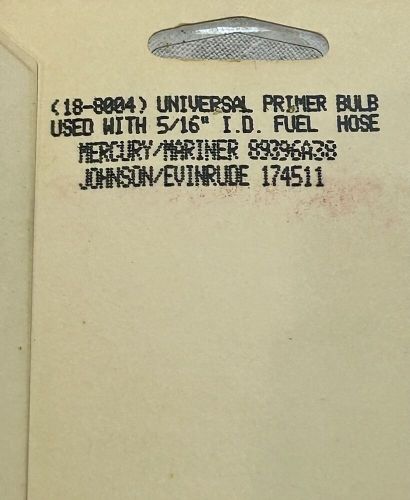 (18-8004) UNIVERSAL PRIMER BULB
USED WITH 5/16" I.D. FUEL HOSE
MERCURY/MARINER 89396A38
JOHNSON/EVINRUDE 174511